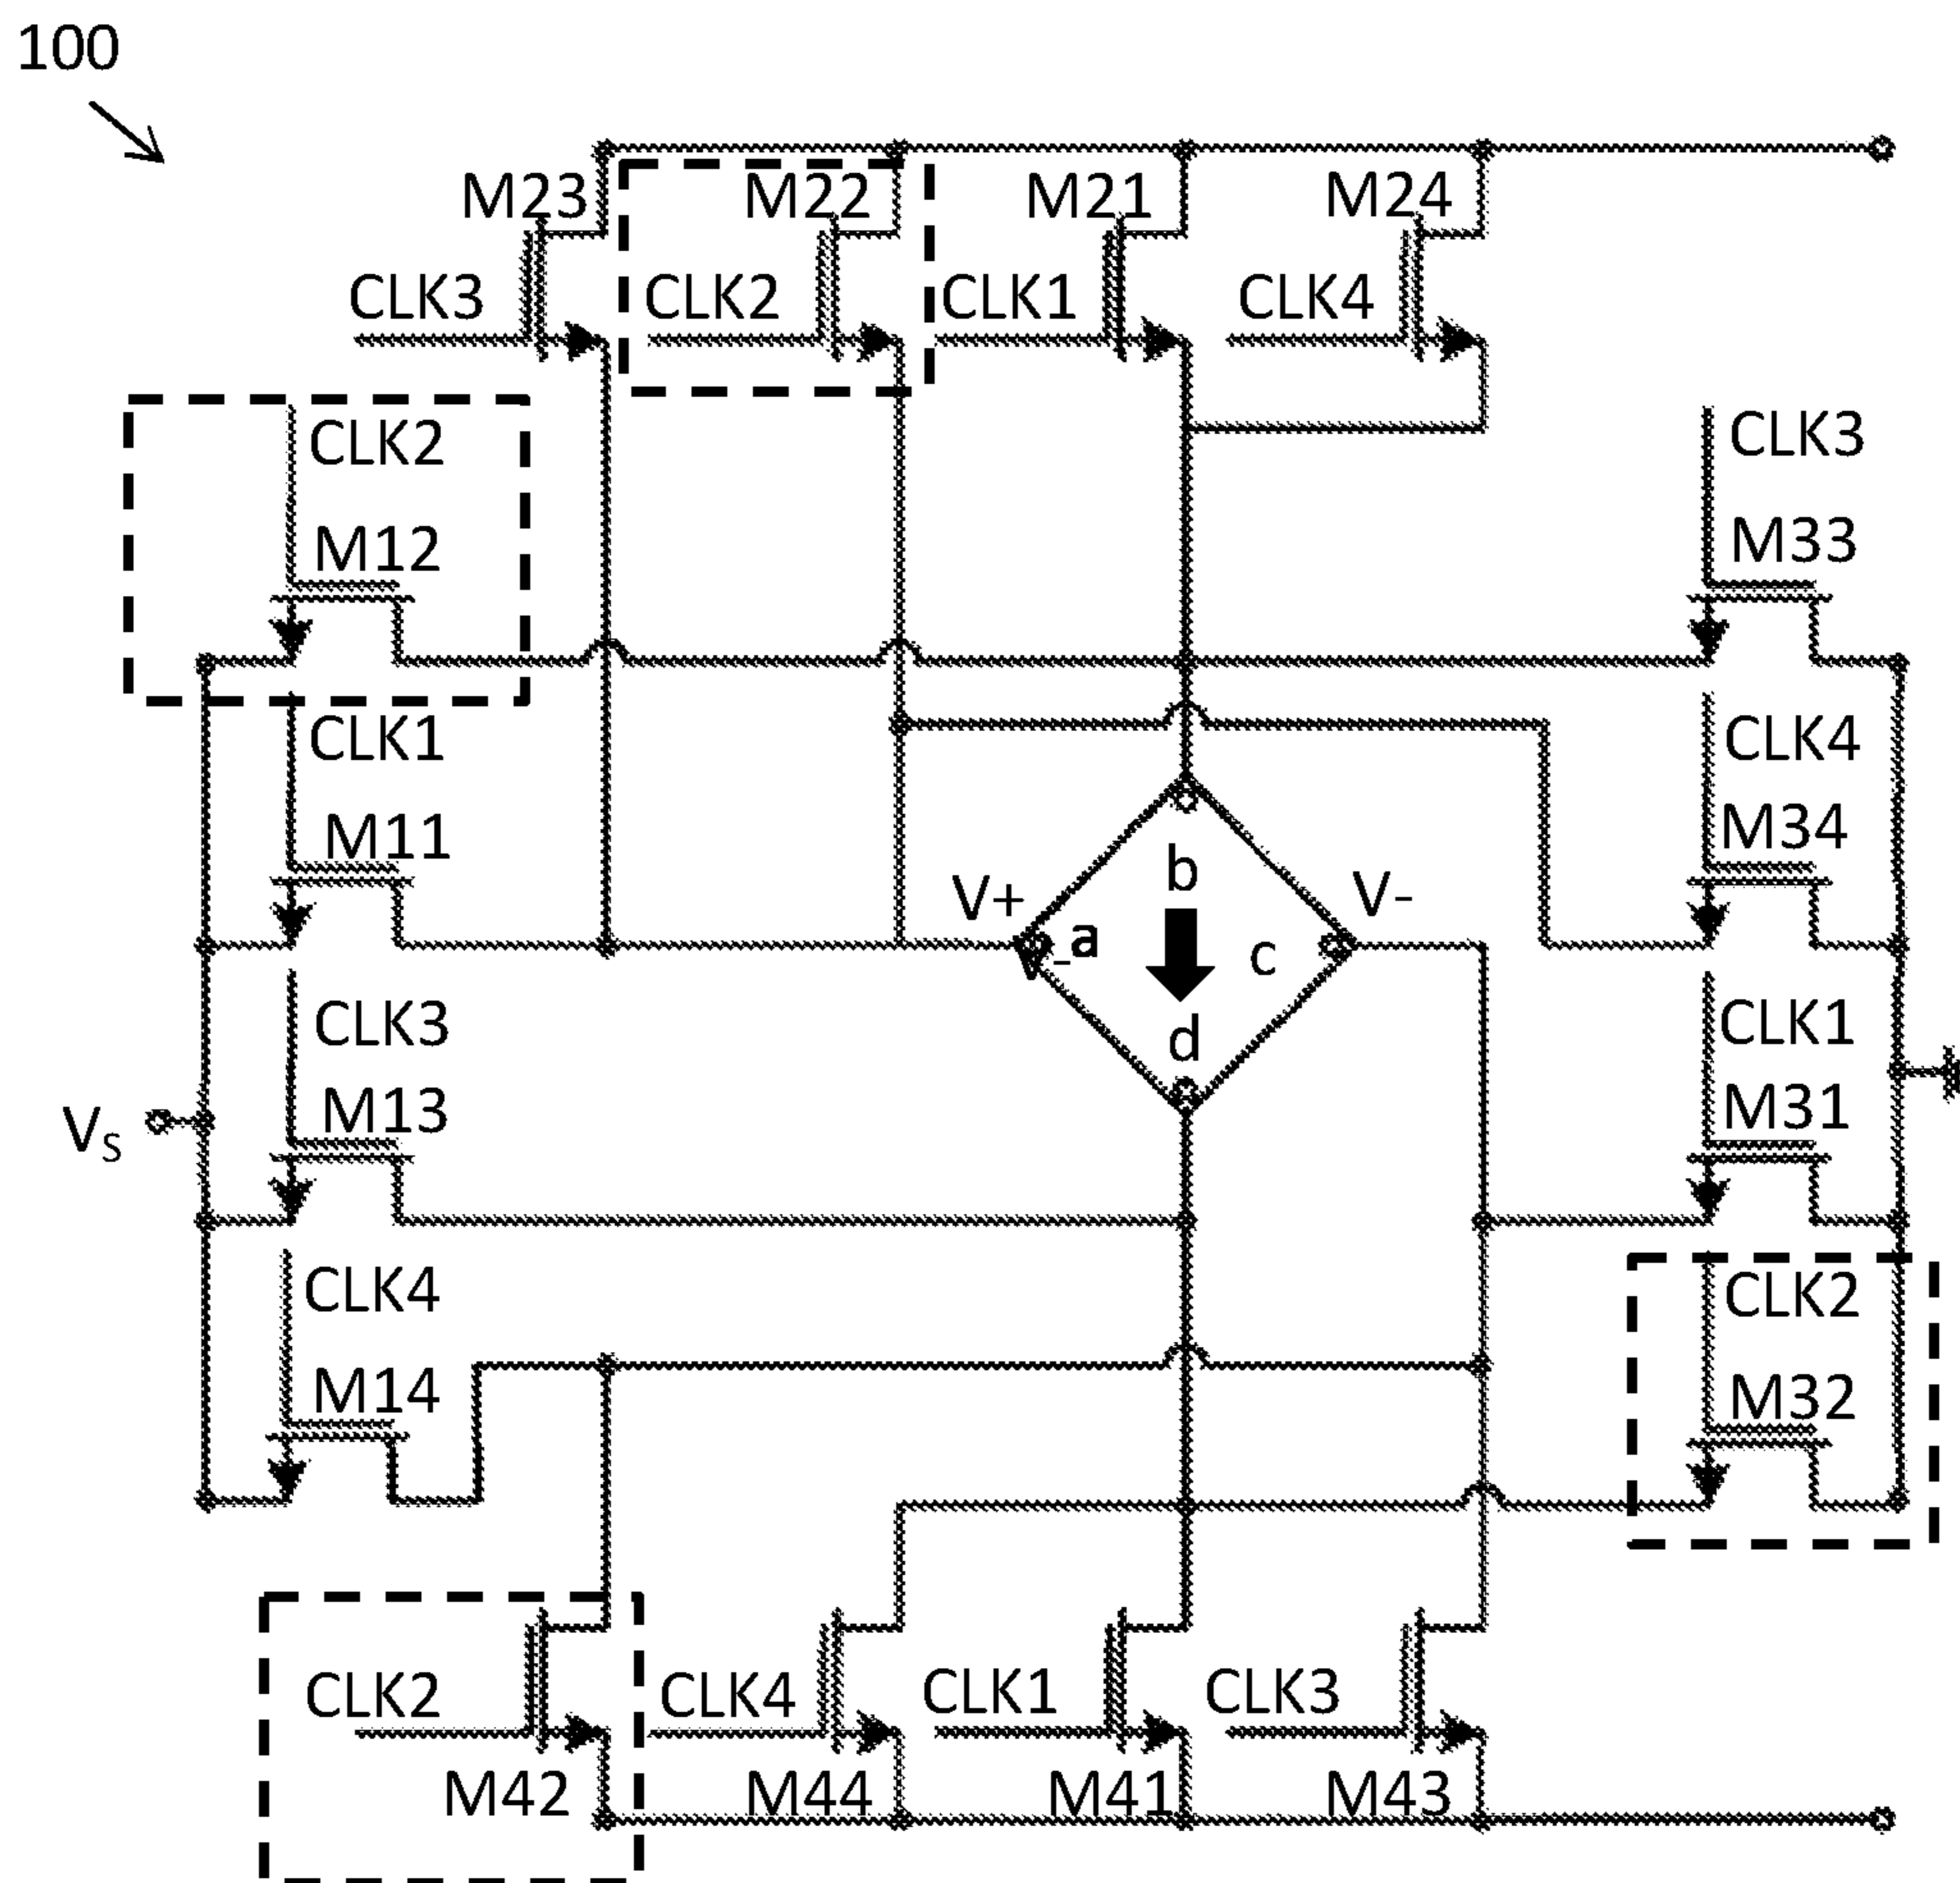 100
M23
M22
M21
M24
CLK3
CLK2
CLK1
CLK4
CLK2
CLK3
M12
M33
CLK1
CLK4
M11
M34
V+
b
V-
a
V-
c
CLK3
d
CLK1
M13
M31
VS
CLK4
CLK2
M14
M32
CLK2
CLK4
CLK1
CLK3
M42
M44
M41
M43